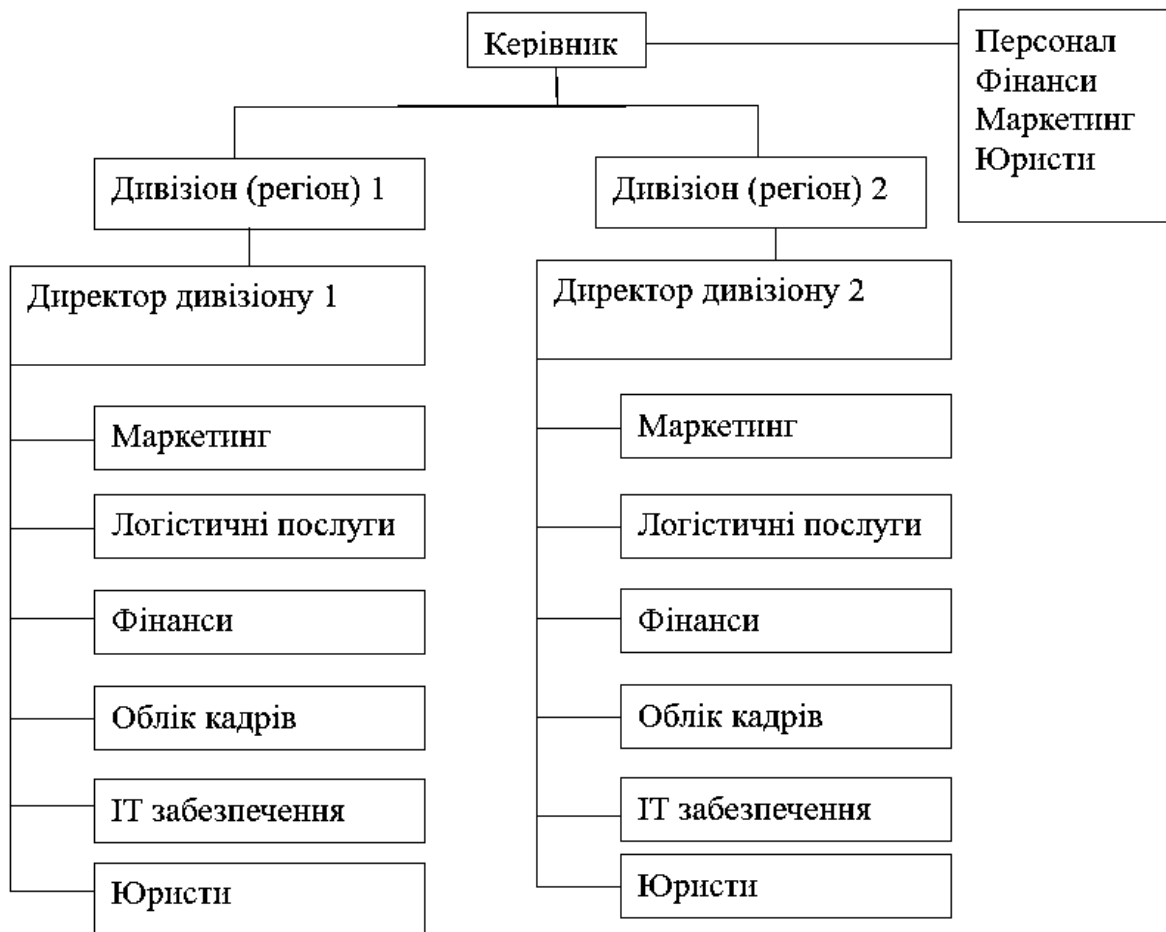 Керівник
Персонал
Фінанси
Маркетинг
Юристи
Дивізіон (регіон) 1
Дивізіон (регіон) 2
Директор дивізіону 1
Маркетинг
Логістичні послуги
Фінанси
Облік кадрів
ІТ забезпечення
Юристи
Директор дивізіону 2
Маркетинг
Логістичні послуги
Фінанси
Облік кадрів
ІТ забезпечення
Юристи